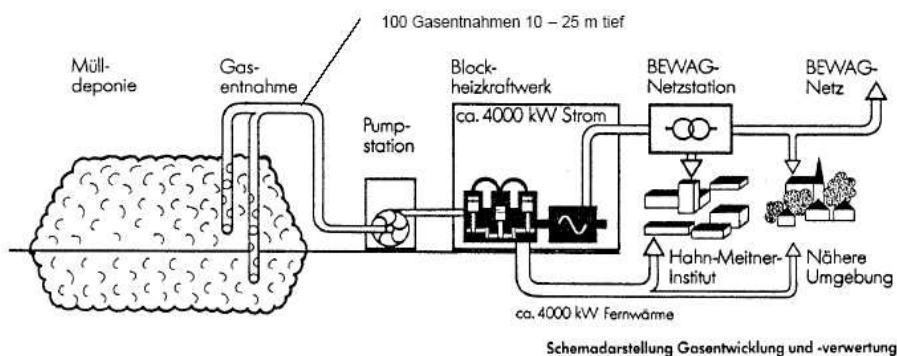 100 Gasentnahmen 10 – 25 m tief
Müll-
deponie
Gas-
entnahme
Pump-
station
Block-
heizkraftwerk
ca. 4000 kW Strom
BEWAG-
Netzstation
BEWAG-
Netz
Hahn-Meitner-
Institut
Nähere
Umgebung
ca. 4000 kW Fernwärme
Schemadarstellung Gasentwicklung und -verwertung